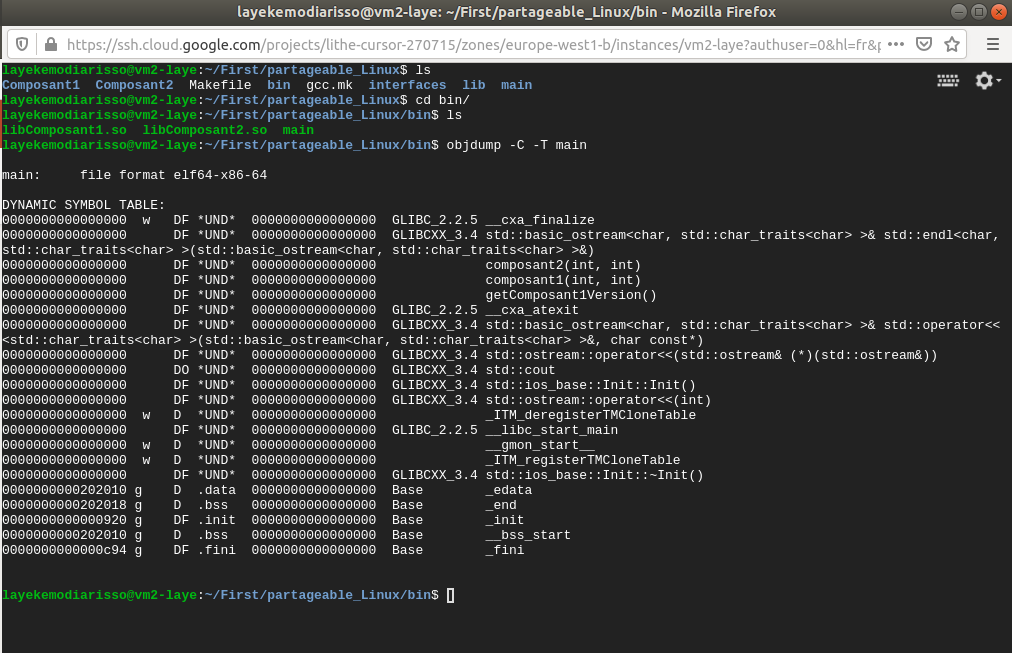 layekemodiarisso@vm2-laye: ~/First/partageable_Linux/bin - Mozilla Firefox
https://ssh.cloud.google.com/projects/lithe-cursor-270715/zones/europe-west1-b/instances/vm2-laye?authuser=0&hl=fr&p
layekemodiarisso@vm2-laye:~/First/partageable_Linux$ ls
Composant1  Composant2  Makefile  bin  gcc.mk  interfaces  lib  main
layekemodiarisso@vm2-laye:~/First/partageable_Linux$ cd bin/
layekemodiarisso@vm2-laye:~/First/partageable_Linux/bin$ ls
libComposant1.so  libComposant2.so  main
layekemodiarisso@vm2-laye:~/First/partageable_Linux/bin$ objdump -C -T main
main:     file format elf64-x86-64
DYNAMIC SYMBOL TABLE:
0000000000000000  w   DF *UND*  0000000000000000  GLIBC_2.2.5 __cxa_finalize
0000000000000000      DF *UND*  0000000000000000  GLIBCXX_3.4 std::basic_ostream<char, std::char_traits<char> >& std::endl<char,
std::char_traits<char> >(std::basic_ostream<char, std::char_traits<char> >&)
0000000000000000      DF *UND*  0000000000000000              composant2(int, int)
0000000000000000      DF *UND*  0000000000000000              composant1(int, int)
0000000000000000      DF *UND*  0000000000000000              getComposant1Version()
0000000000000000      DF *UND*  0000000000000000  GLIBC_2.2.5 __cxa_atexit
0000000000000000      DF *UND*  0000000000000000  GLIBCXX_3.4 std::basic_ostream<char, std::char_traits<char> >& std::operator<<
<std::char_traits<char> >(std::basic_ostream<char, std::char_traits<char> >&, char const*)
0000000000000000      DF *UND*  0000000000000000  GLIBCXX_3.4 std::ostream::operator<<(std::ostream& (*)(std::ostream&))
0000000000000000      DO *UND*  0000000000000000  GLIBCXX_3.4 std::cout
0000000000000000      DF *UND*  0000000000000000  GLIBCXX_3.4 std::ios_base::Init::Init()
0000000000000000      DF *UND*  0000000000000000  GLIBCXX_3.4 std::ostream::operator<<(int)
0000000000000000  w   D  *UND*  0000000000000000              _ITM_deregisterTMCloneTable
0000000000000000      DF *UND*  0000000000000000  GLIBC_2.2.5 __libc_start_main
0000000000000000  w   D  *UND*  0000000000000000              __gmon_start__
0000000000000000  w   D  *UND*  0000000000000000              _ITM_registerTMCloneTable
0000000000000000      DF *UND*  0000000000000000  GLIBCXX_3.4 std::ios_base::Init::~Init()
0000000000202010 g    D  .data  0000000000000000  Base        _edata
0000000000202018 g    D  .bss   0000000000000000  Base        _end
0000000000000920 g    DF .init  0000000000000000  Base        _init
0000000000202010 g    D  .bss   0000000000000000  Base        __bss_start
0000000000000c94 g    DF .fini  0000000000000000  Base        _fini
layekemodiarisso@vm2-laye:~/First/partageable_Linux/bin$